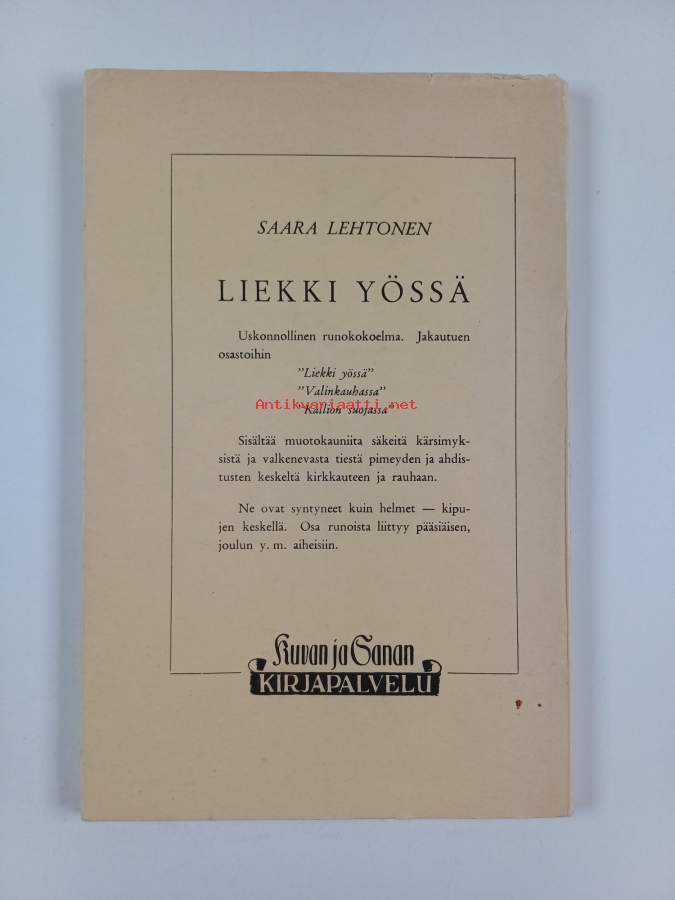 SAARA LEHTONEN
LIEKKI YÖSSÄ
Uskonnollinen runokokoelma. Jakautuen
osastoihin
"Liekki yössä"
"Valinkauhassa"
Antikvariaatti.net
"Kallion suojassa"
Sisältää muotokauniita säkeitä kärsimyk-
sistä ja valkenevasta tiestä pimeyden ja ahdis-
tusten keskeltä kirkkauteen ja rauhaan.
Ne ovat syntyneet kuin helmet — kipu-
jen keskellä. Osa runoista liittyy pääsiäisen,
joulun y. m. aiheisiin.
Kuvan ja Sanan
KIRJAPALVELU